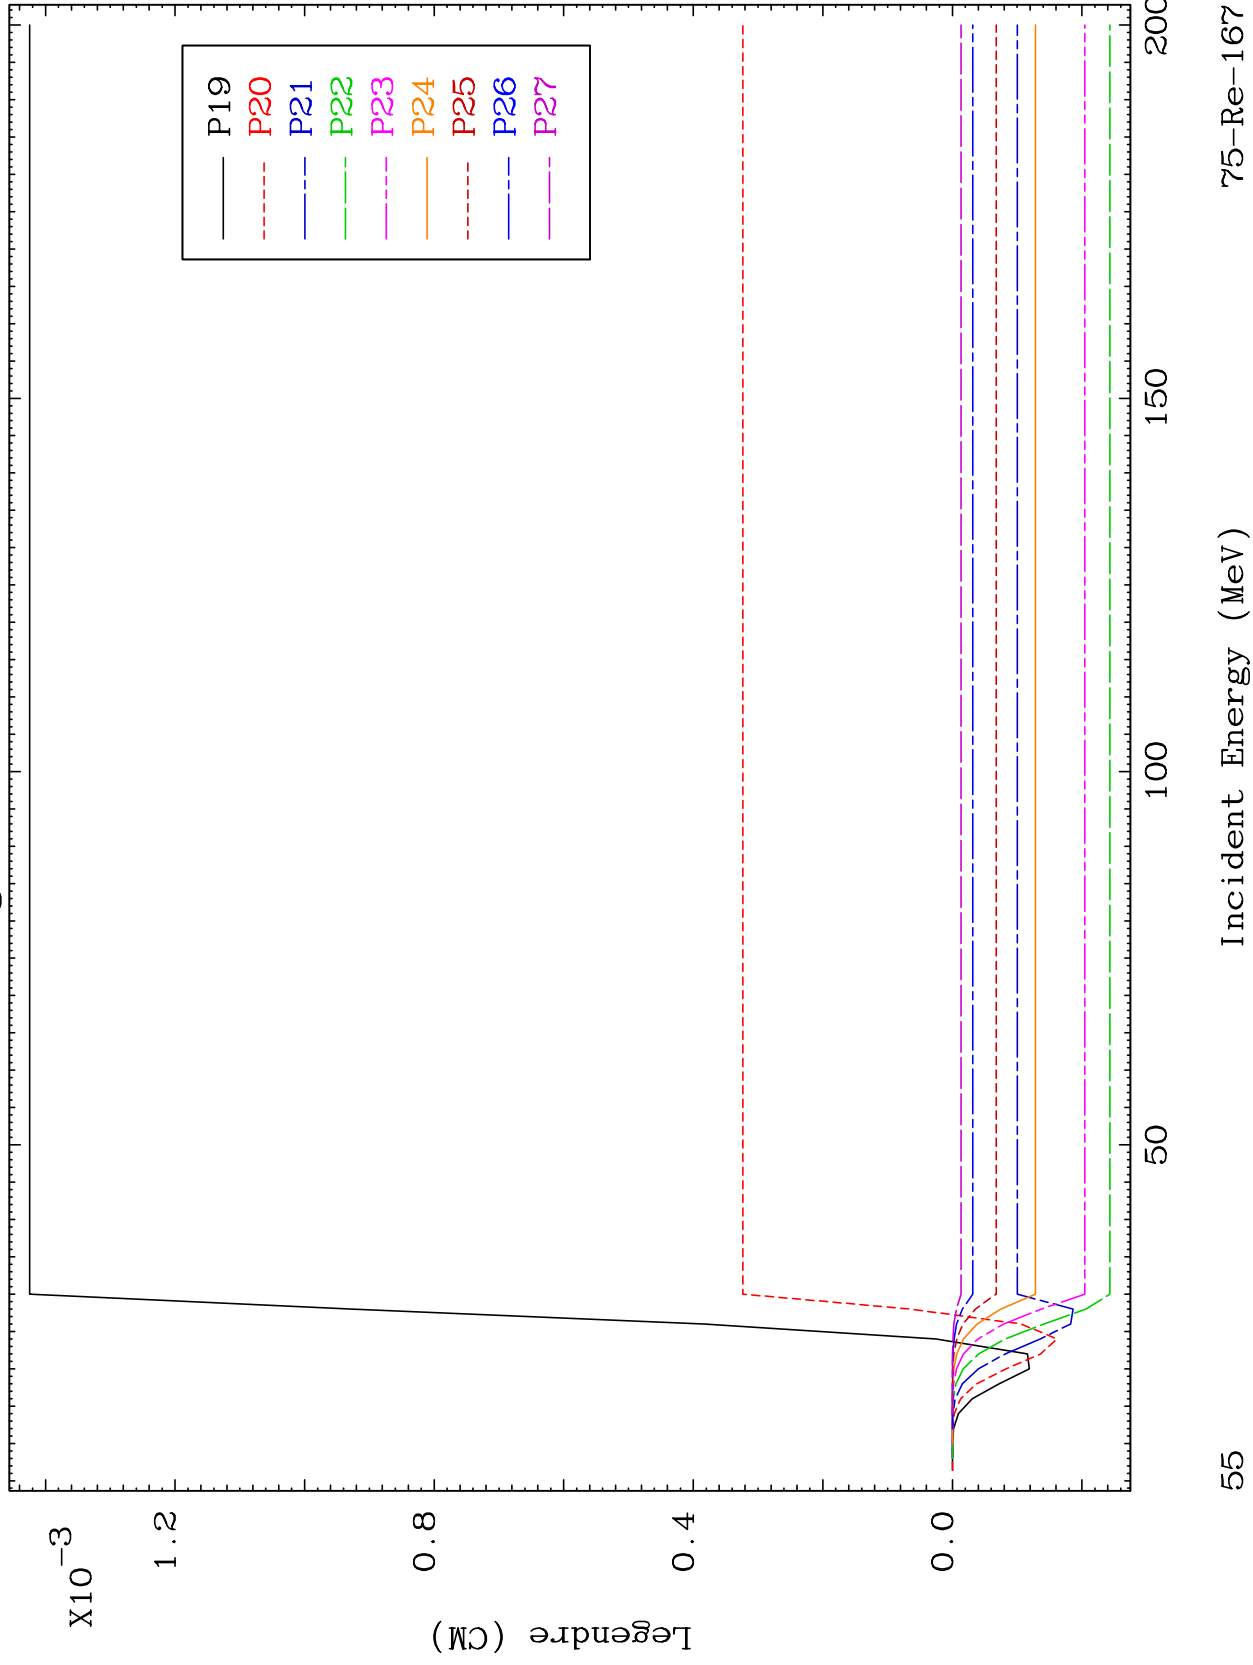 X10-3
1.2
0.8
0.4
0.0
Legendre (CM)
P19
P20
P21
P22
P23
P24
P25
P26
P27
50
100
150
200
Incident Energy (MeV)
55
75-Re-167